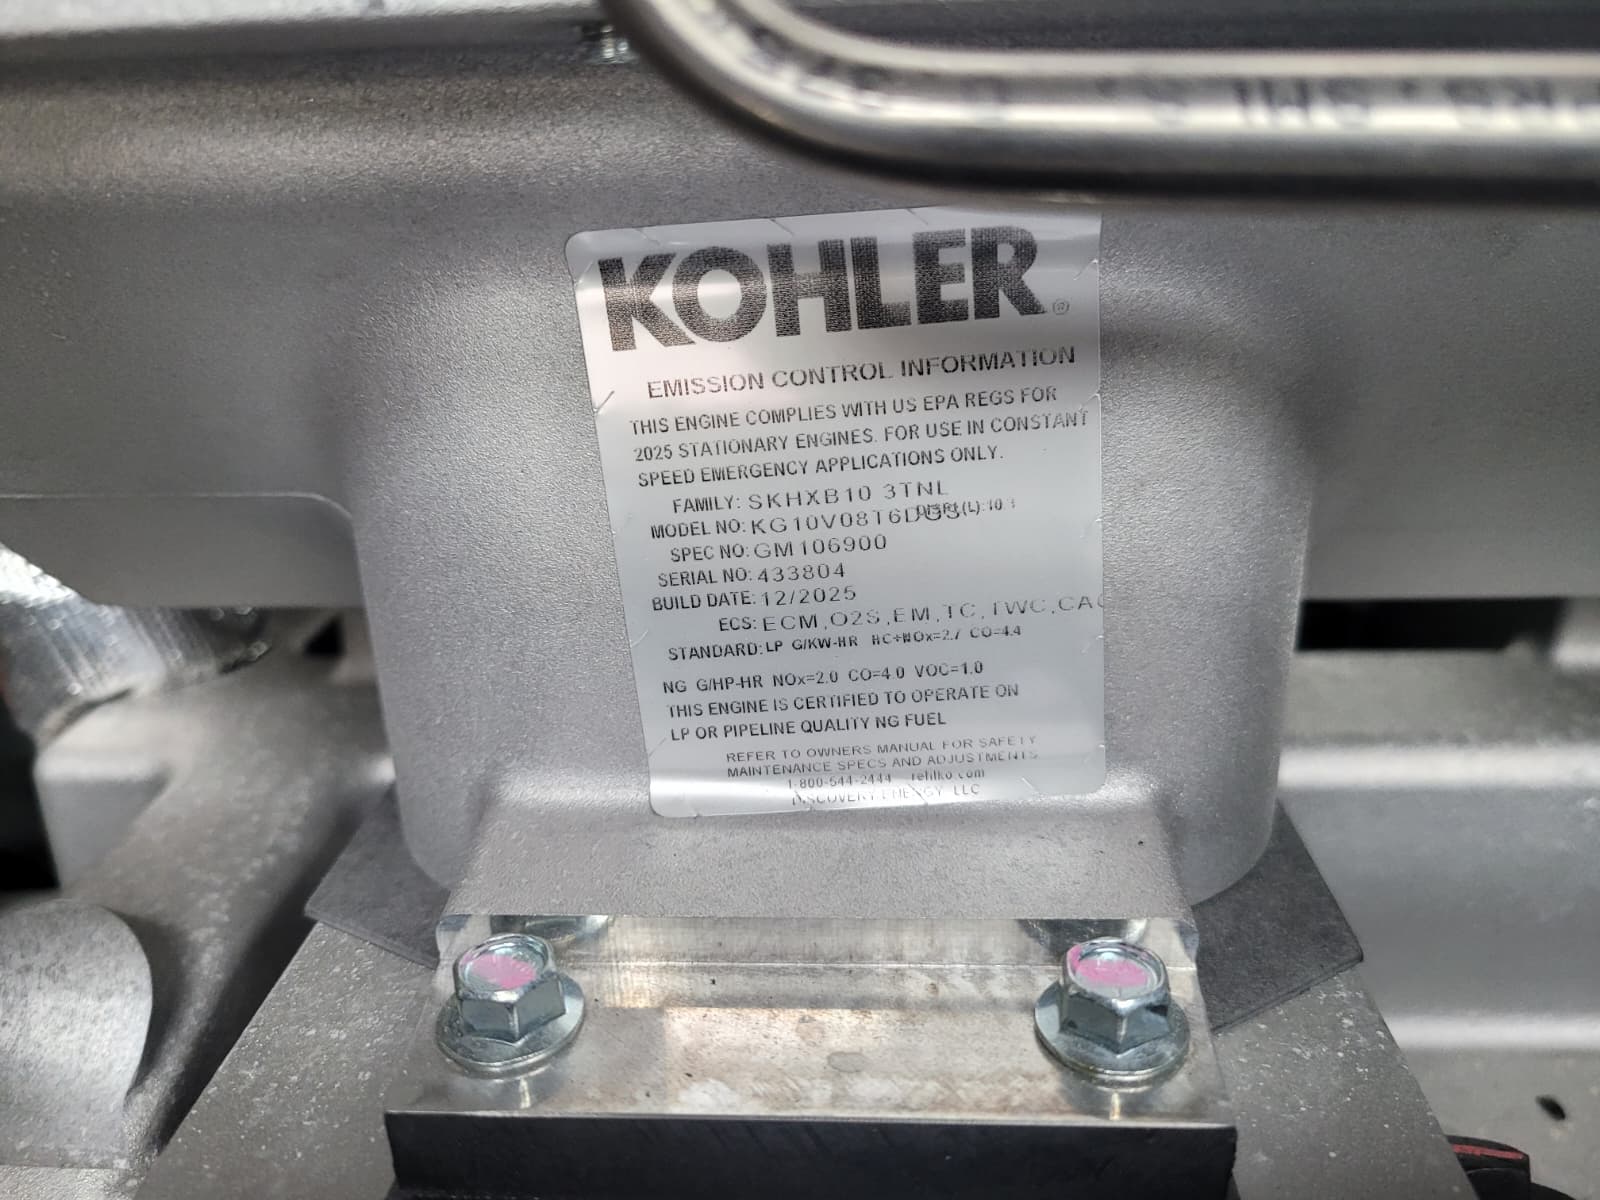 KOHLER®
EMISSION CONTROL INFORMATION
THIS ENGINE COMPLIES WITH US EPA REGS FOR
2025 STATIONARY ENGINES. FOR USE IN CONSTANT
SPEED EMERGENCY APPLICATIONS ONLY.
FAMILY: SKHXB10 3TNL
MODEL NO: KG10V08T6DGS (L): 10.
SPEC NO: GM106900
SERIAL NO: 433804
BUILD DATE: 12/2025
ECS: ECM,O2S,EM,TC,TWC,CAC
STANDARD: LP G/KW-HR HC+NOx=2.7 CO=4.4
NG G/HP-HR NOx=2.0 CO=4.0 VOC=1.0
THIS ENGINE IS CERTIFIED TO OPERATE ON
LP OR PIPELINE QUALITY NG FUEL
REFER TO OWNERS MANUAL FOR SAFETY
MAINTENANCE SPECS AND ADJUSTMENTS
1-800-544-2444 refilko.com
DISCOVERY ENERGY, LLC